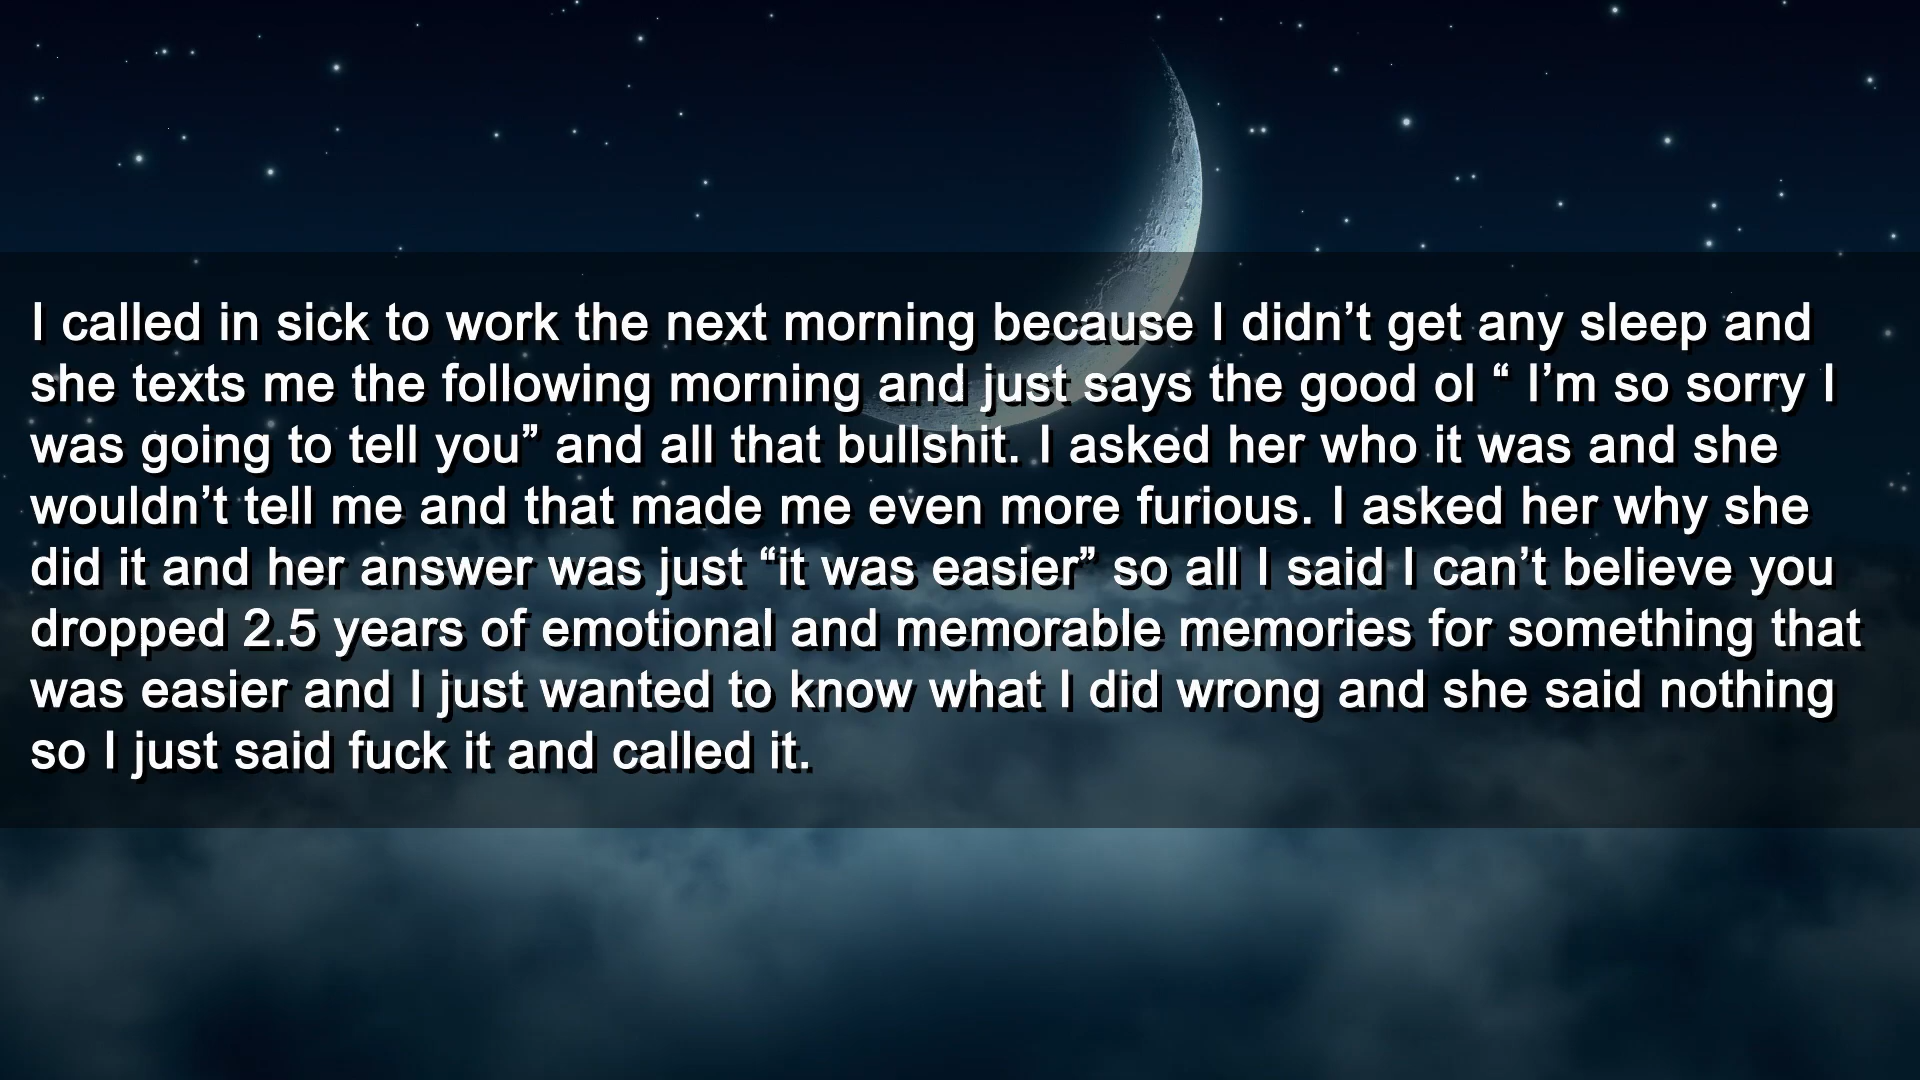 I called in sick to work the next morning because I didn’t get any sleep and
she texts me the following morning and just says the good ol “ I’m so sorry I
was going to tell you” and all that bullshit. I asked her who it was and she
wouldn’t tell me and that made me even more furious. I asked her why she
did it and her answer was just “it was easier” so all I said I can’t believe you
dropped 2.5 years of emotional and memorable memories for something that
was easier and I just wanted to know what I did wrong and she said nothing
so I just said fuck it and called it.